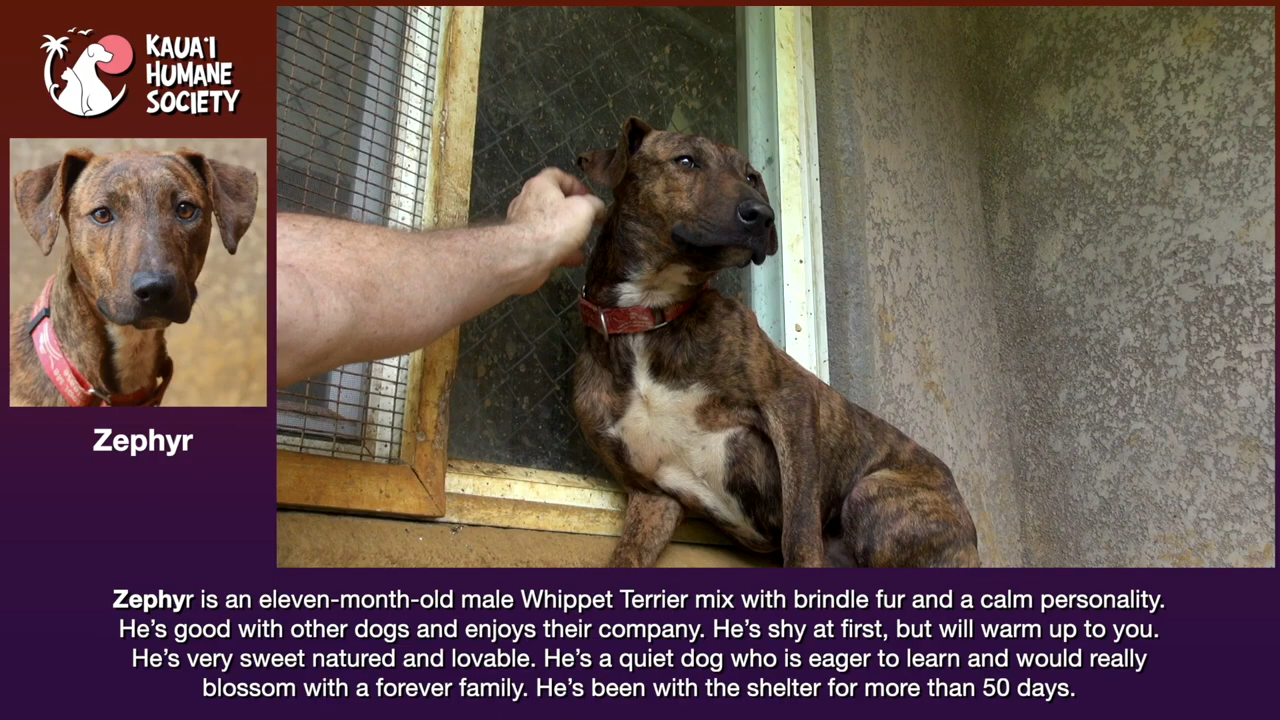 KAUAʻI
HUMANE
SOCIETY
Zephyr
Zephyr is an eleven-month-old male Whippet Terrier mix with brindle fur and a calm personality.
He’s good with other dogs and enjoys their company. He’s shy at first, but will warm up to you.
He’s very sweet natured and lovable. He’s a quiet dog who is eager to learn and would really
blossom with a forever family. He’s been with the shelter for more than 50 days.